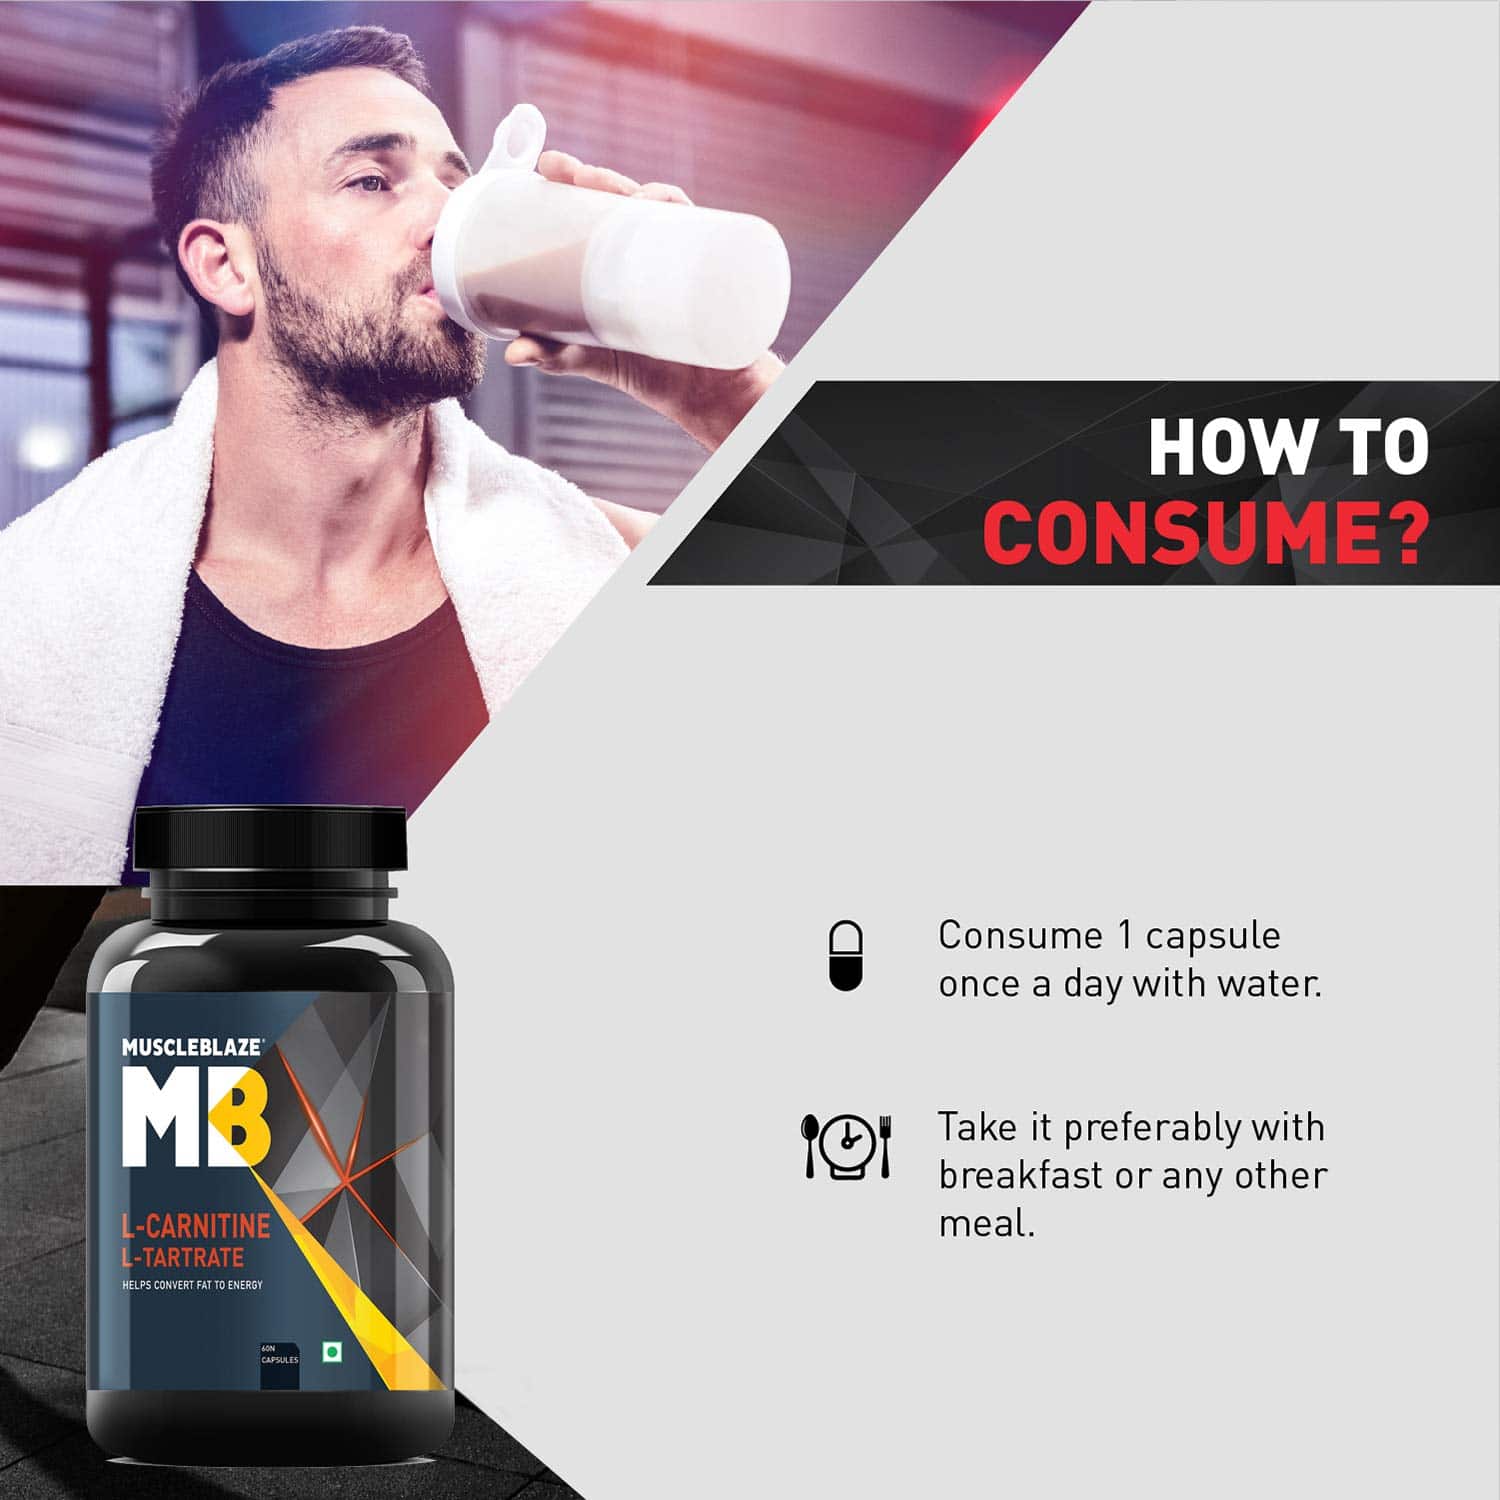 HOW TO
CONSUME?
Consume 1 capsule
once a day with water.
Take it preferably with
breakfast or any other
meal.
MUSCLEBLAZE®
MB
L-CARNITINE
L-TARTRATE
HELPS CONVERT FAT TO ENERGY
60N
CAPSULES